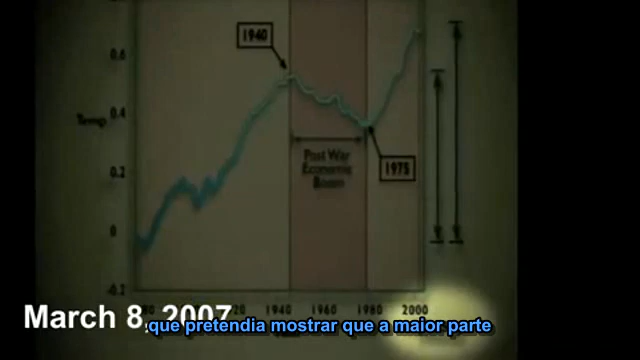 0.6
1940
0.4
Temp
0.2
Post War
Economic
Boom
1975
0
-0.2
80
1940
1960
1980
2000
March 8, 2007
que pretendia mostrar que a maior parte